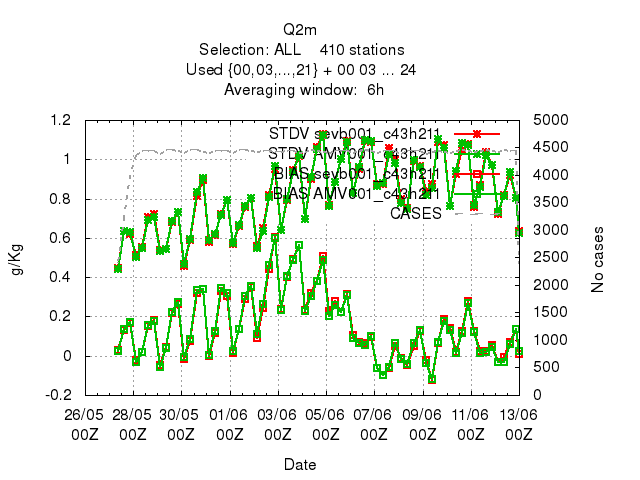 Q2m
Selection: ALL 410 stations
Used {00,03,...,21} + 00 03 ... 24
Averaging window: 6h
STDV sevb001_c43h211
STDV AMV001_c43h211
BIAS sevb001_c43h211
BIAS AMV001_c43h211
CASES
g/Kg
1.2
1
0.8
0.6
0.4
0.2
0
-0.2
No cases
5000
4500
4000
3500
3000
2500
2000
1500
1000
500
0
26/05 28/05 30/05 01/06 03/06 05/06 07/06 09/06 11/06 13/06
00Z 00Z 00Z 00Z 00Z 00Z 00Z 00Z 00Z 00Z
Date